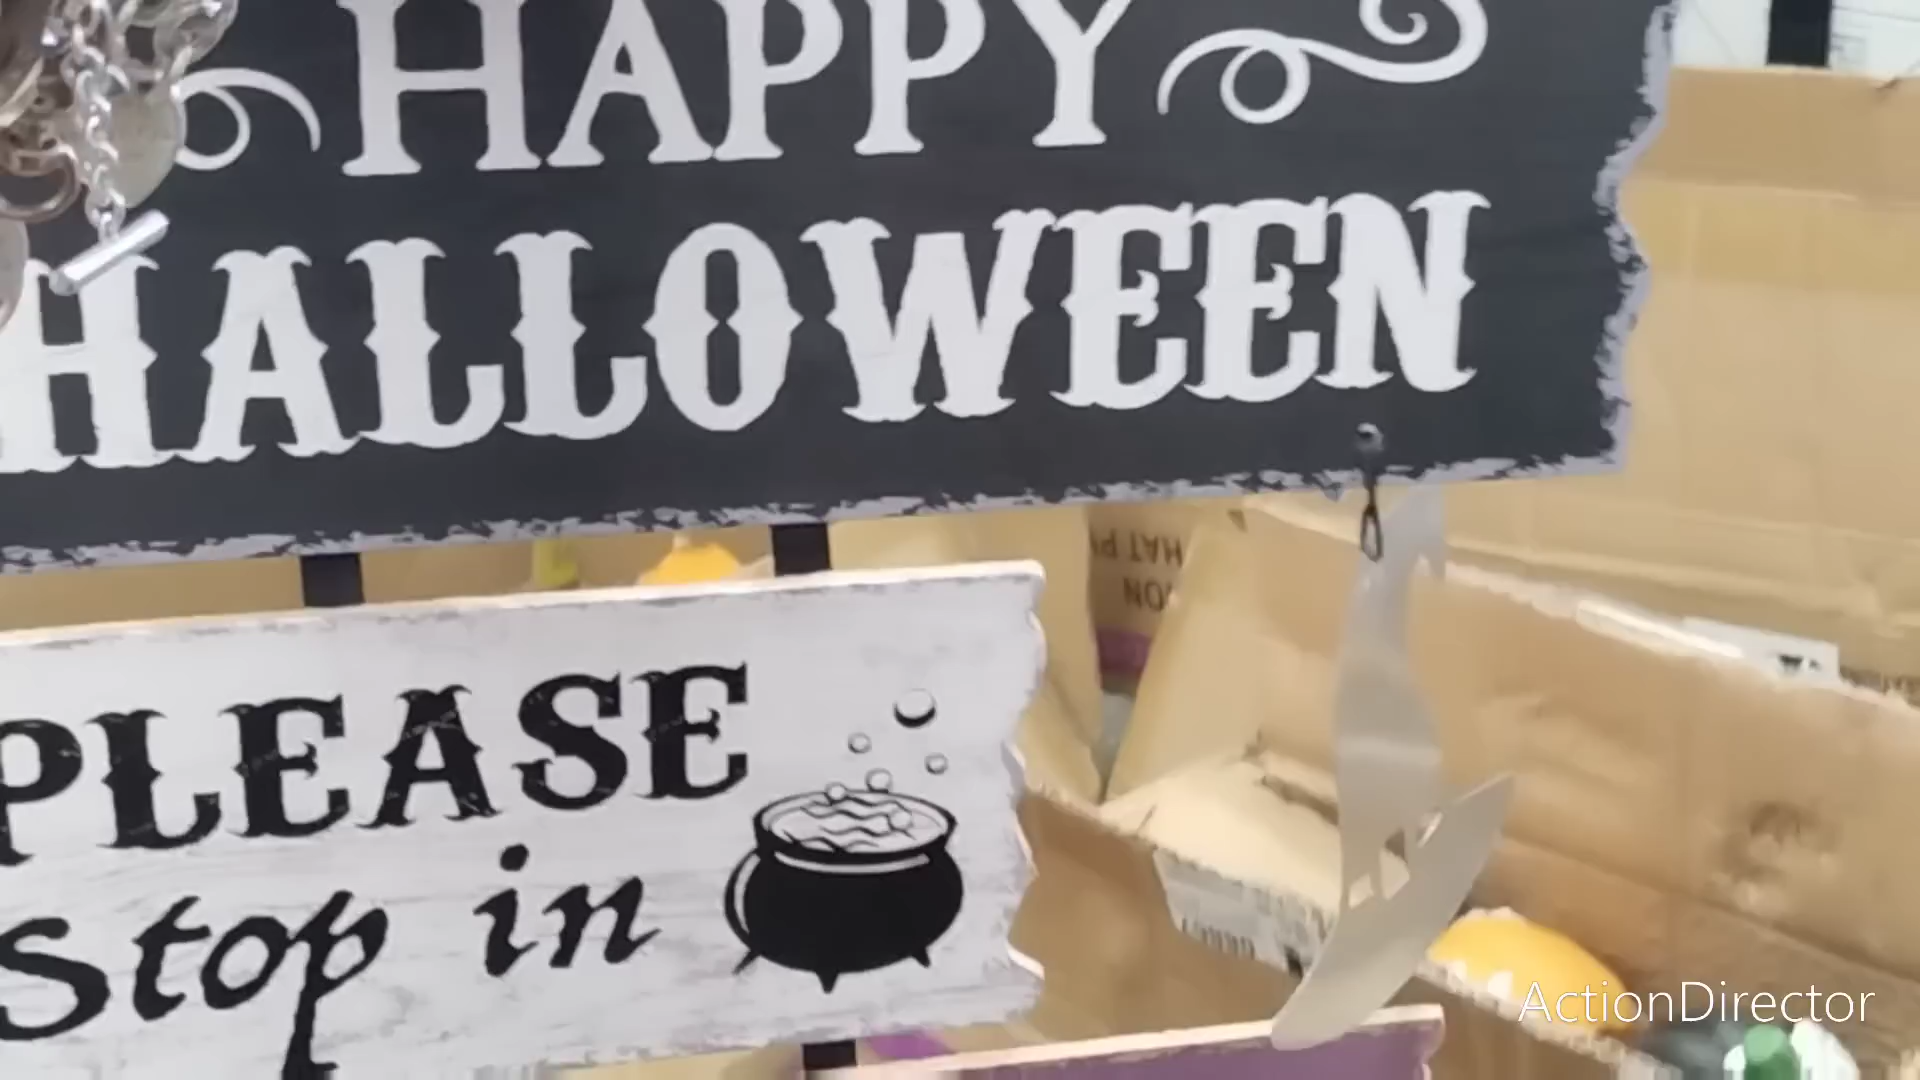 HAPPY
HALLOWEEN
PLEASE
Stop in
ActionDirector